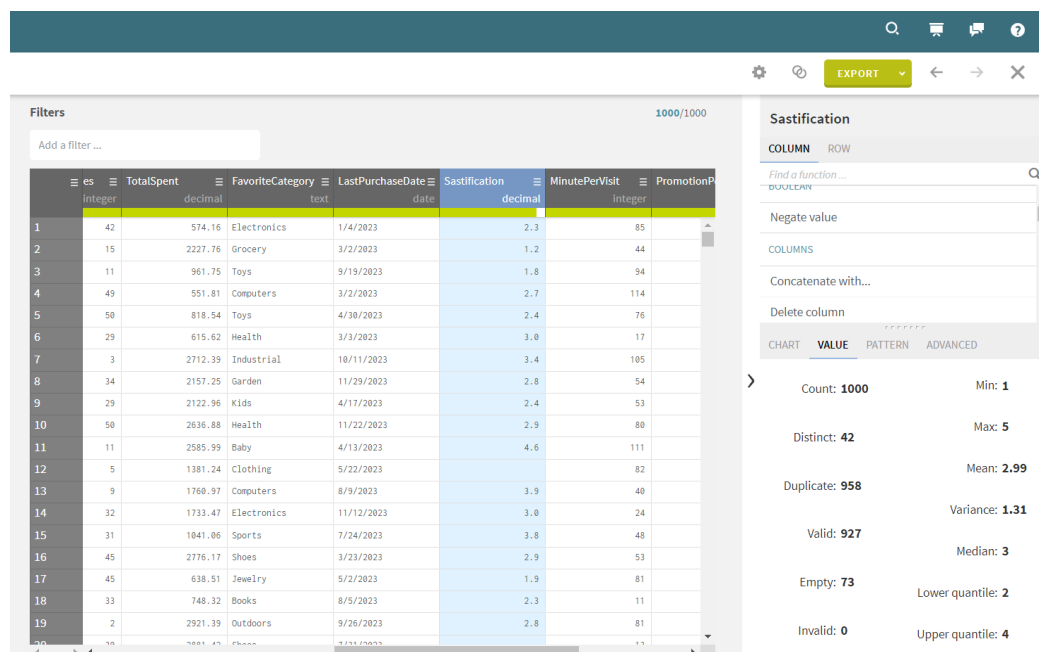 EXPORT
Filters
1000/1000
Add a filter ...
es TotalSpent FavoriteCategory LastPurchaseDate Sastification MinutePerVisit PromotionPe
integer decimal text date decimal integer
1 42 574.16 Electronics 1/4/2023 2.3 85
2 15 2227.76 Grocery 3/2/2023 1.2 44
3 11 961.75 Toys 9/19/2023 1.8 94
4 49 551.81 Computers 3/2/2023 2.7 114
5 50 818.54 Toys 4/30/2023 2.4 76
6 29 615.62 Health 3/3/2023 3.0 17
7 3 2712.39 Industrial 10/11/2023 3.4 105
8 34 2157.25 Garden 11/29/2023 2.8 54
9 29 2122.96 Kids 4/17/2023 2.4 53
10 50 2636.88 Health 11/22/2023 2.9 80
11 11 2585.99 Baby 4/13/2023 4.6 111
12 5 1381.24 Clothing 5/22/2023 82
13 9 1760.97 Computers 8/9/2023 3.9 40
14 32 1733.47 Electronics 11/12/2023 3.0 24
15 31 1041.06 Sports 7/24/2023 3.8 48
16 45 2776.17 Shoes 3/23/2023 2.9 53
17 45 638.51 Jewelry 5/2/2023 1.9 81
18 33 748.32 Books 8/5/2023 2.3 11
19 2 2921.39 Outdoors 9/26/2023 2.8 81
Sastification
COLUMN ROW
Find a function ...
BOOLEAN
Negate value
COLUMNS
Concatenate with...
Delete column
CHART VALUE PATTERN ADVANCED
Count: 1000
Distinct: 42
Duplicate: 958
Valid: 927
Empty: 73
Invalid: 0
Min: 1
Max: 5
Mean: 2.99
Variance: 1.31
Median: 3
Lower quantile: 2
Upper quantile: 4